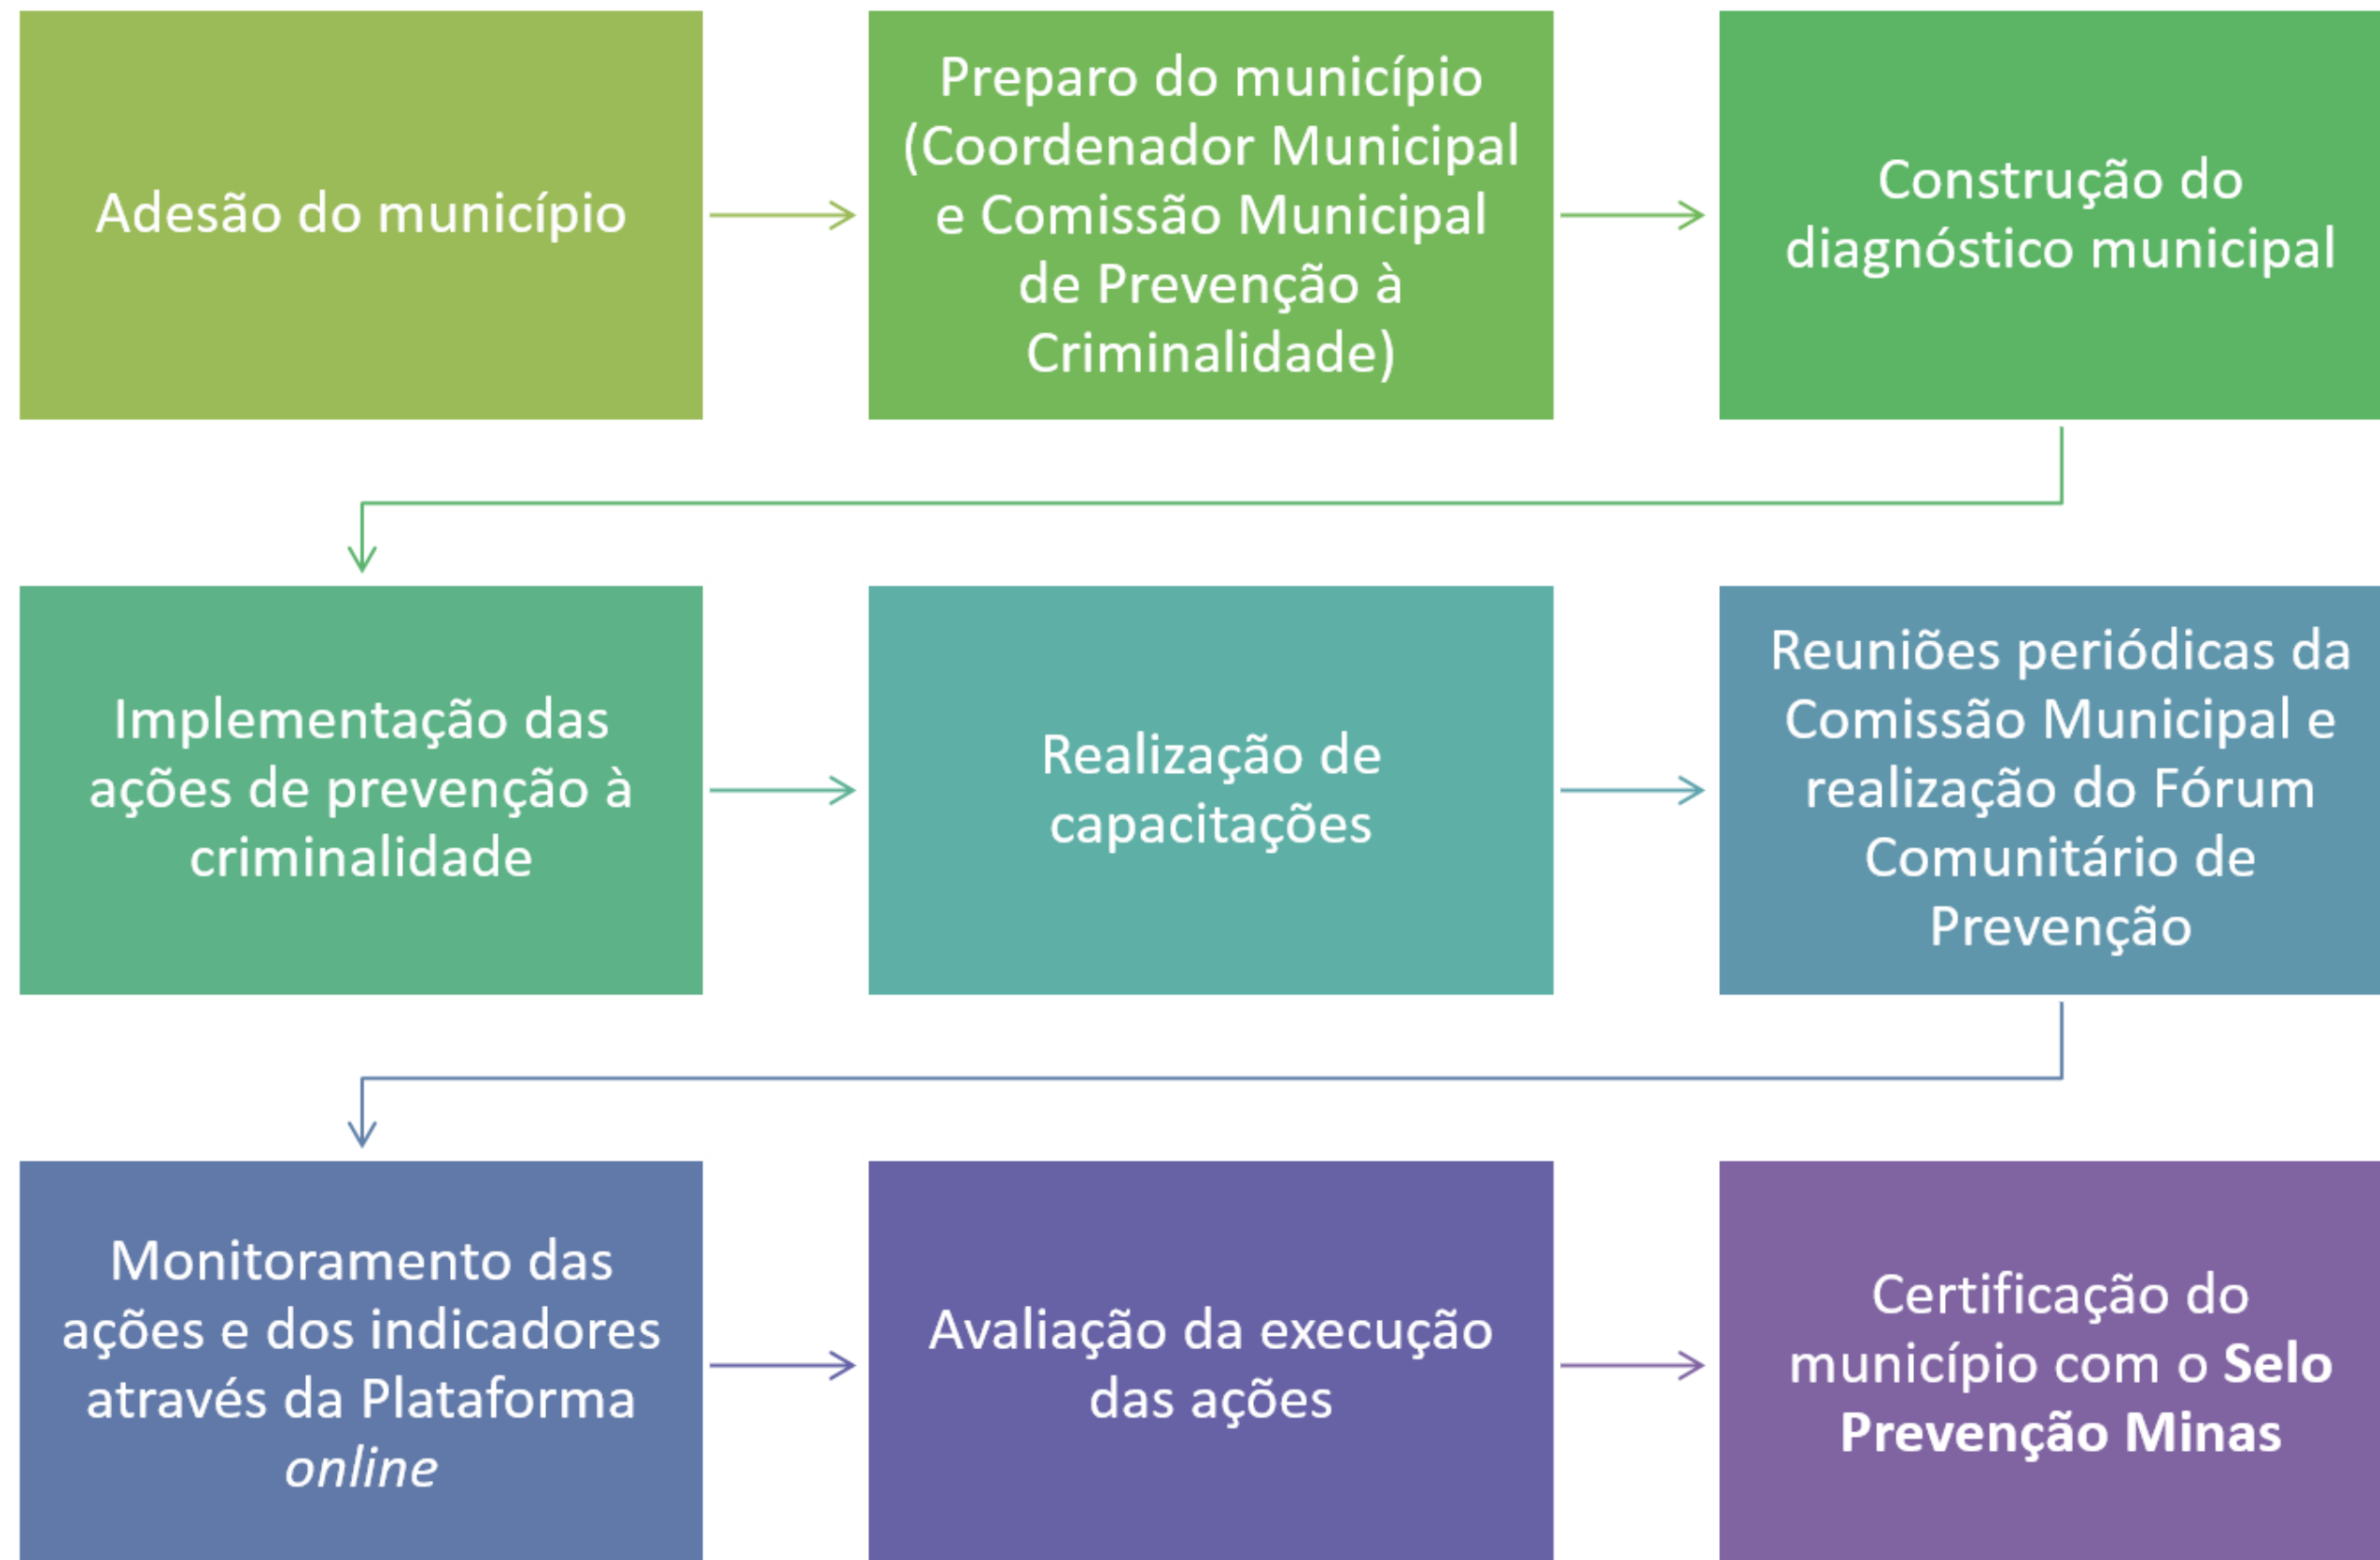 Adesão do município
Preparo do município
(Coordenador Municipal
e Comissão Municipal
de Prevenção à
Criminalidade)
Construção do
diagnóstico municipal
Implementação das
ações de prevenção à
criminalidade
Realização de
capacitações
Reuniões periódicas da
Comissão Municipal e
realização do Fórum
Comunitário de
Prevenção
Monitoramento das
ações e dos indicadores
através da Plataforma
online
Avaliação da execução
das ações
Certificação do
município com o Selo
Prevenção Minas